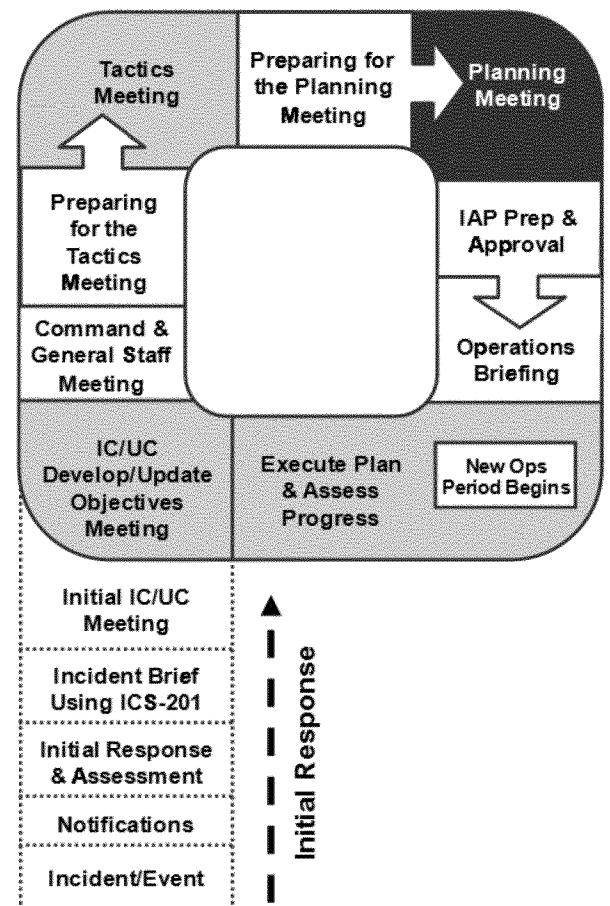 Tactics
Meeting
Preparing for
the Planning
Meeting
Planning
Meeting
Preparing
for the
Tactics
Meeting
IAP Prep &
Approval
Command &
General Staff
Meeting
Operations
Briefing
IC/UC
Develop/Update
Objectives
Meeting
Execute Plan
& Assess
Progress
New Ops
Period Begins
Initial IC/UC
Meeting
Incident Brief
Using ICS-201
Initial Response
& Assessment
Notifications
Incident/Event
Initial Response